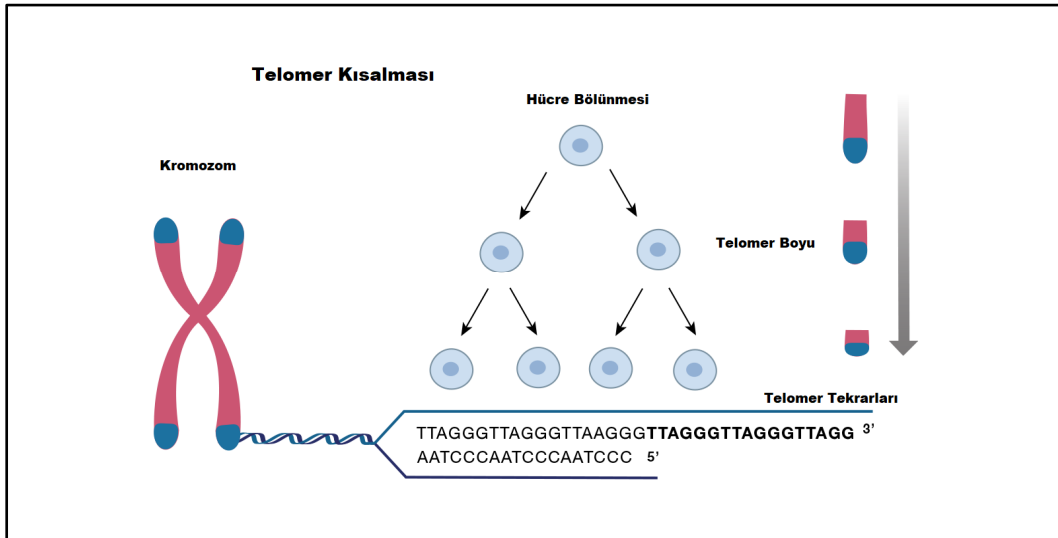 Telomer Kısalması
Hücre Bölünmesi
Kromozom
Telomer Boyu
Telomer Tekrarları
TTAGGGTTAGGGTTAAGGGTTAGGGTTAGGGTTAGG 3’
AATCCCAATCCCAATCCC 5’